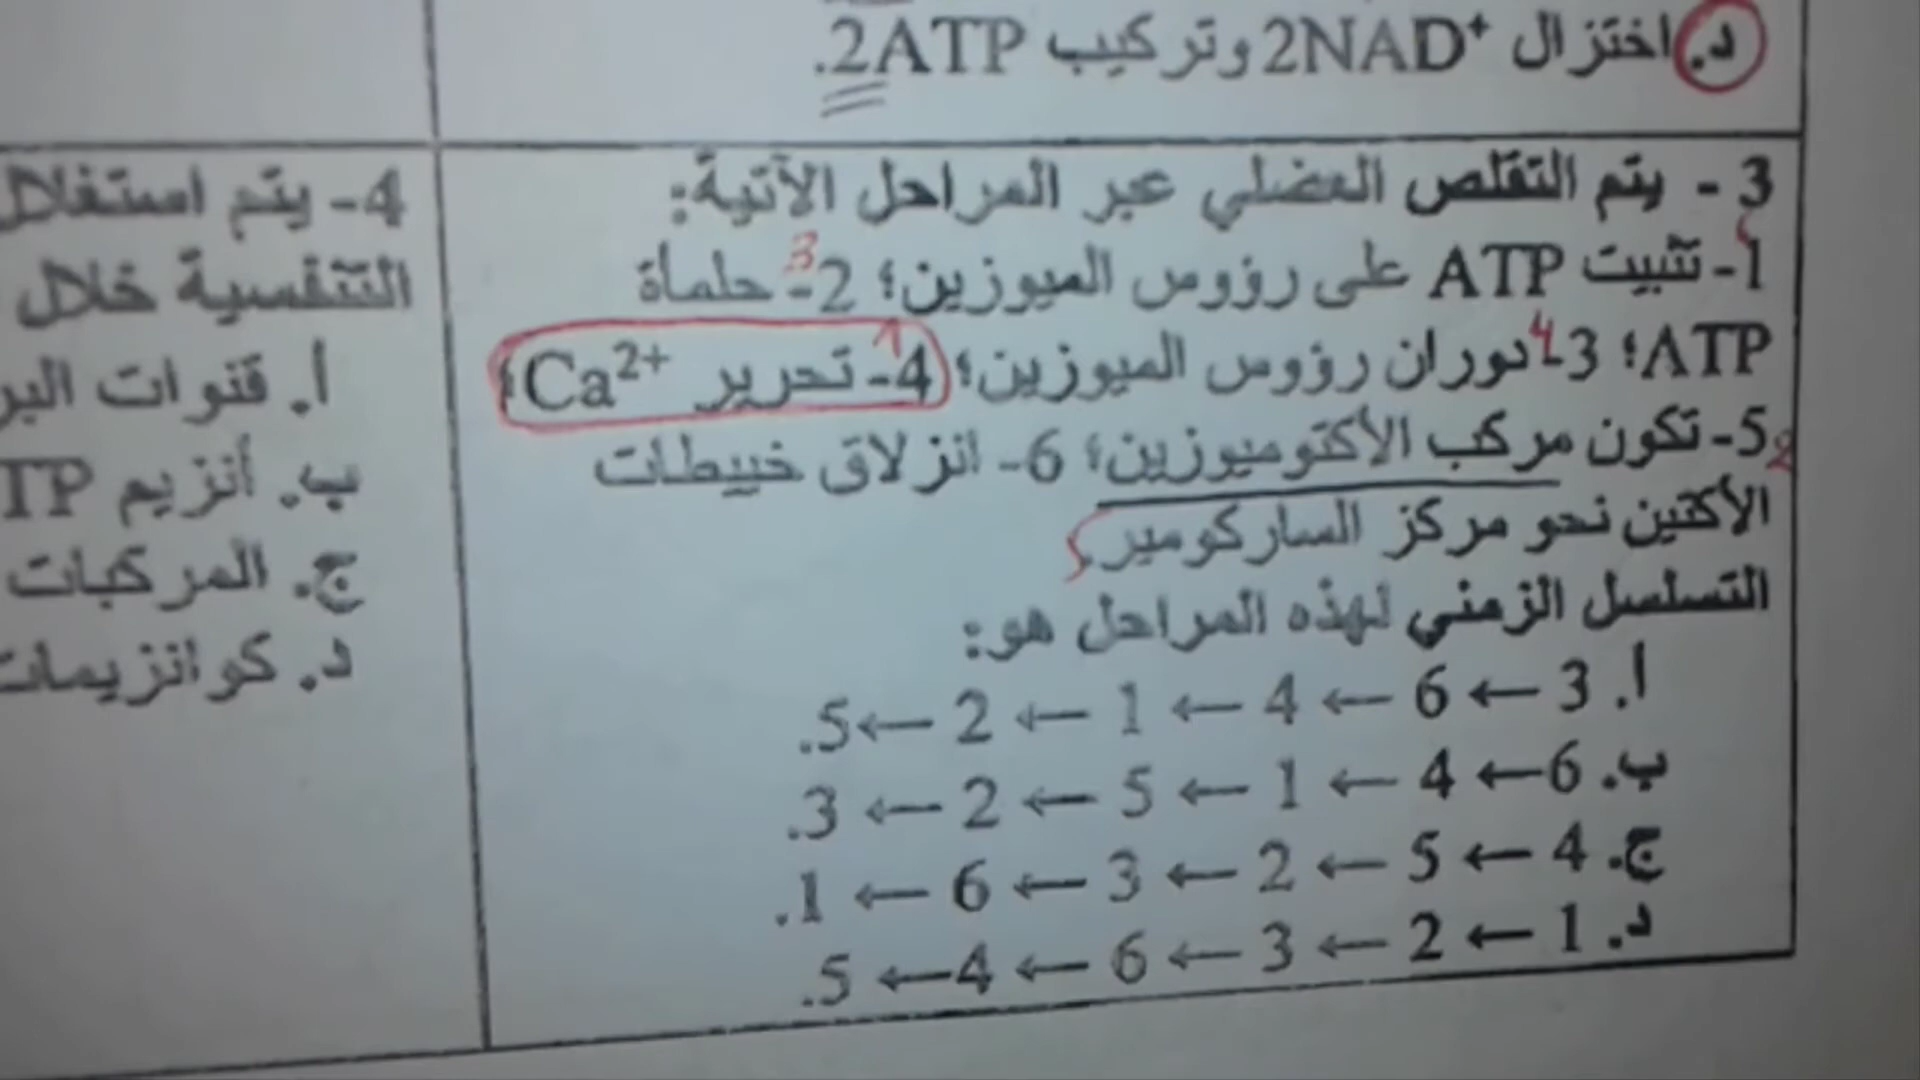 د. اختزال 2NAD⁺ وتركيب 2ATP.
3 - يتم التقلص العضلي عبر المراحل الآتية:
1- تثبيت ATP على رؤوس الميوزين؛ 2- حلمأة
3
ATP؛ 3- دوران رؤوس الميوزين؛ 4- تحرير Ca²⁺؛
4
1
5- تكون مركب الأكتوميوزين؛ 6- انزلاق خييطات
2
الأكتين نحو مركز الساركومير.
التسلسل الزمني لهذه المراحل هو:
أ. 3 ← 6 ← 4 ← 1 ← 2 ← 5.
ب. 6 ← 4 ← 1 ← 5 ← 2 ← 3.
ج. 4 ← 5 ← 2 ← 3 ← 6 ← 1.
د. 1 ← 2 ← 3 ← 6 ← 4 ← 5.
4- يتم استغلال
التنفسية خلال
أ. قنوات البر
ب. أنزيم TP
ج. المركبات
د. كوانزيمات